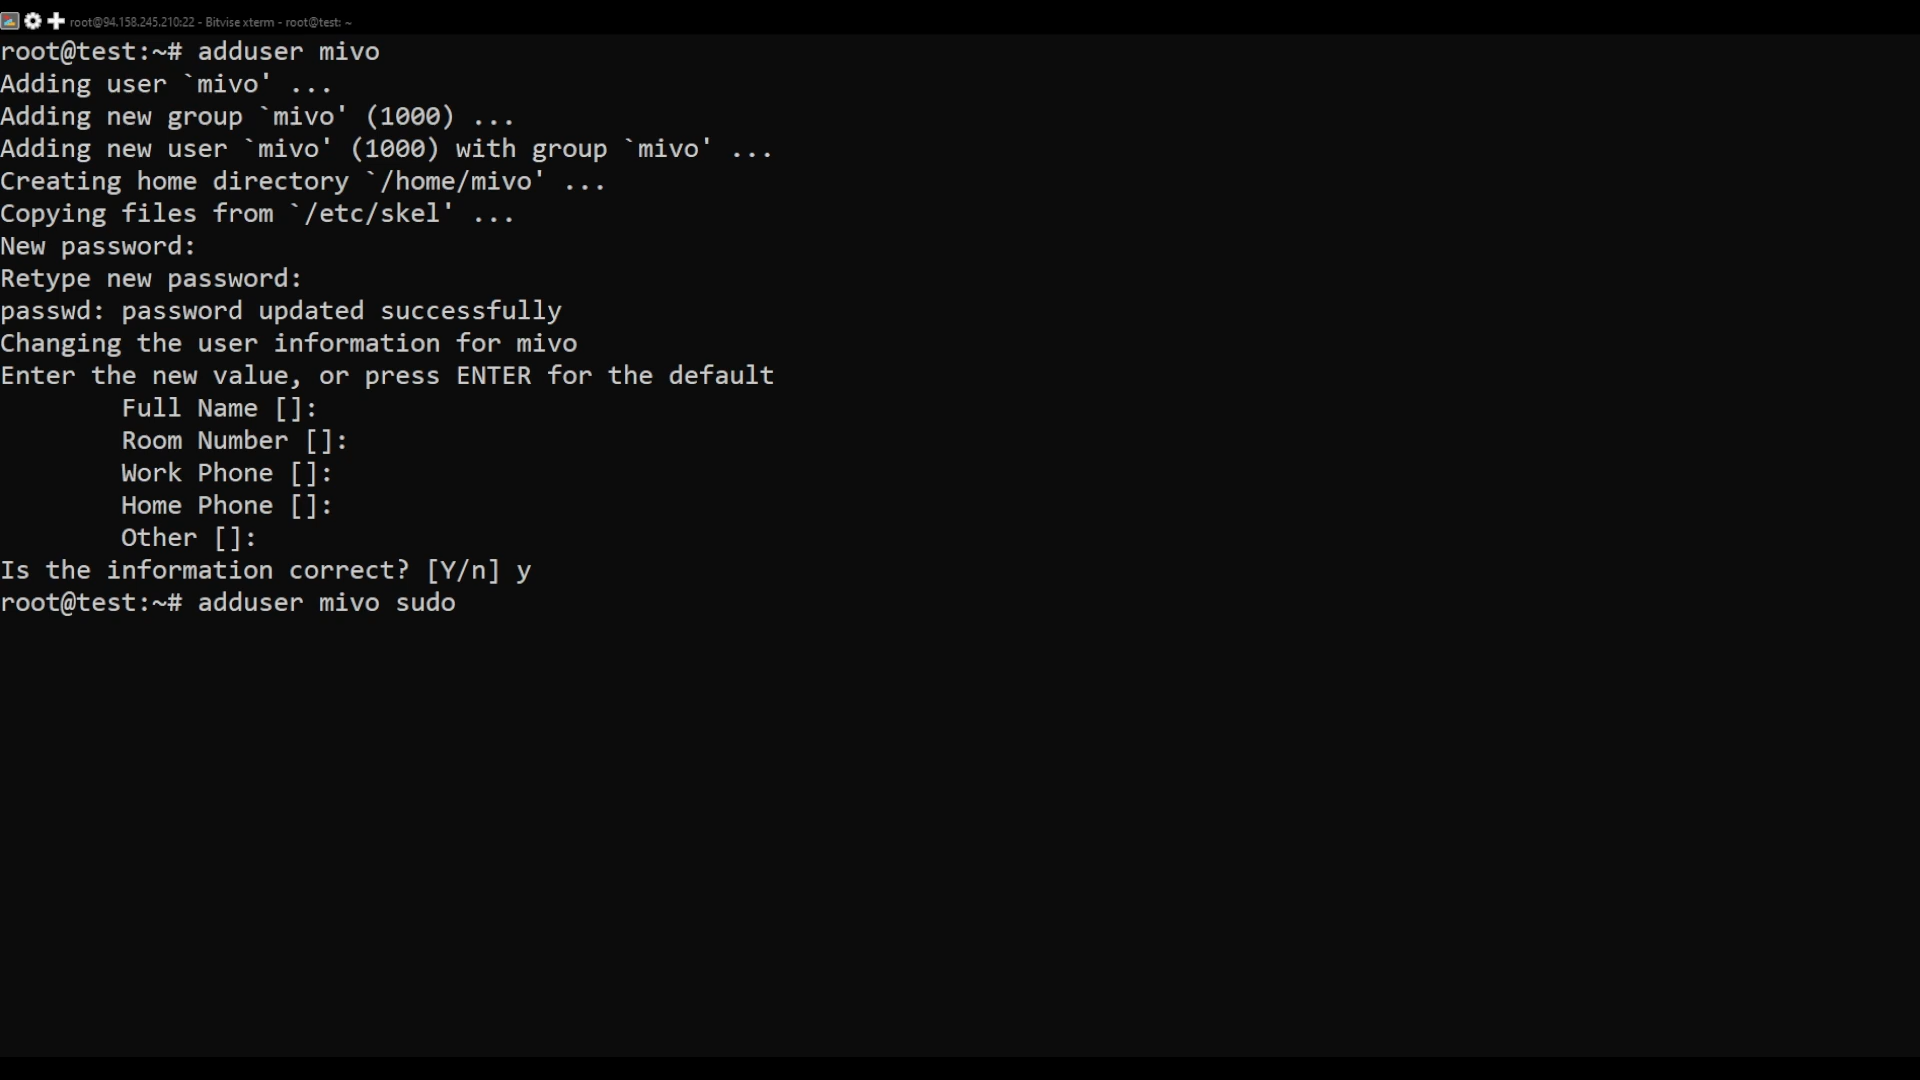 root@94.158.245.210:22 - Bitvise xterm - root@test: ~
root@test:~# adduser mivo
Adding user `mivo' ...
Adding new group `mivo' (1000) ...
Adding new user `mivo' (1000) with group `mivo' ...
Creating home directory `/home/mivo' ...
Copying files from `/etc/skel' ...
New password:
Retype new password:
passwd: password updated successfully
Changing the user information for mivo
Enter the new value, or press ENTER for the default
        Full Name []:
        Room Number []:
        Work Phone []:
        Home Phone []:
        Other []:
Is the information correct? [Y/n] y
root@test:~# adduser mivo sudo